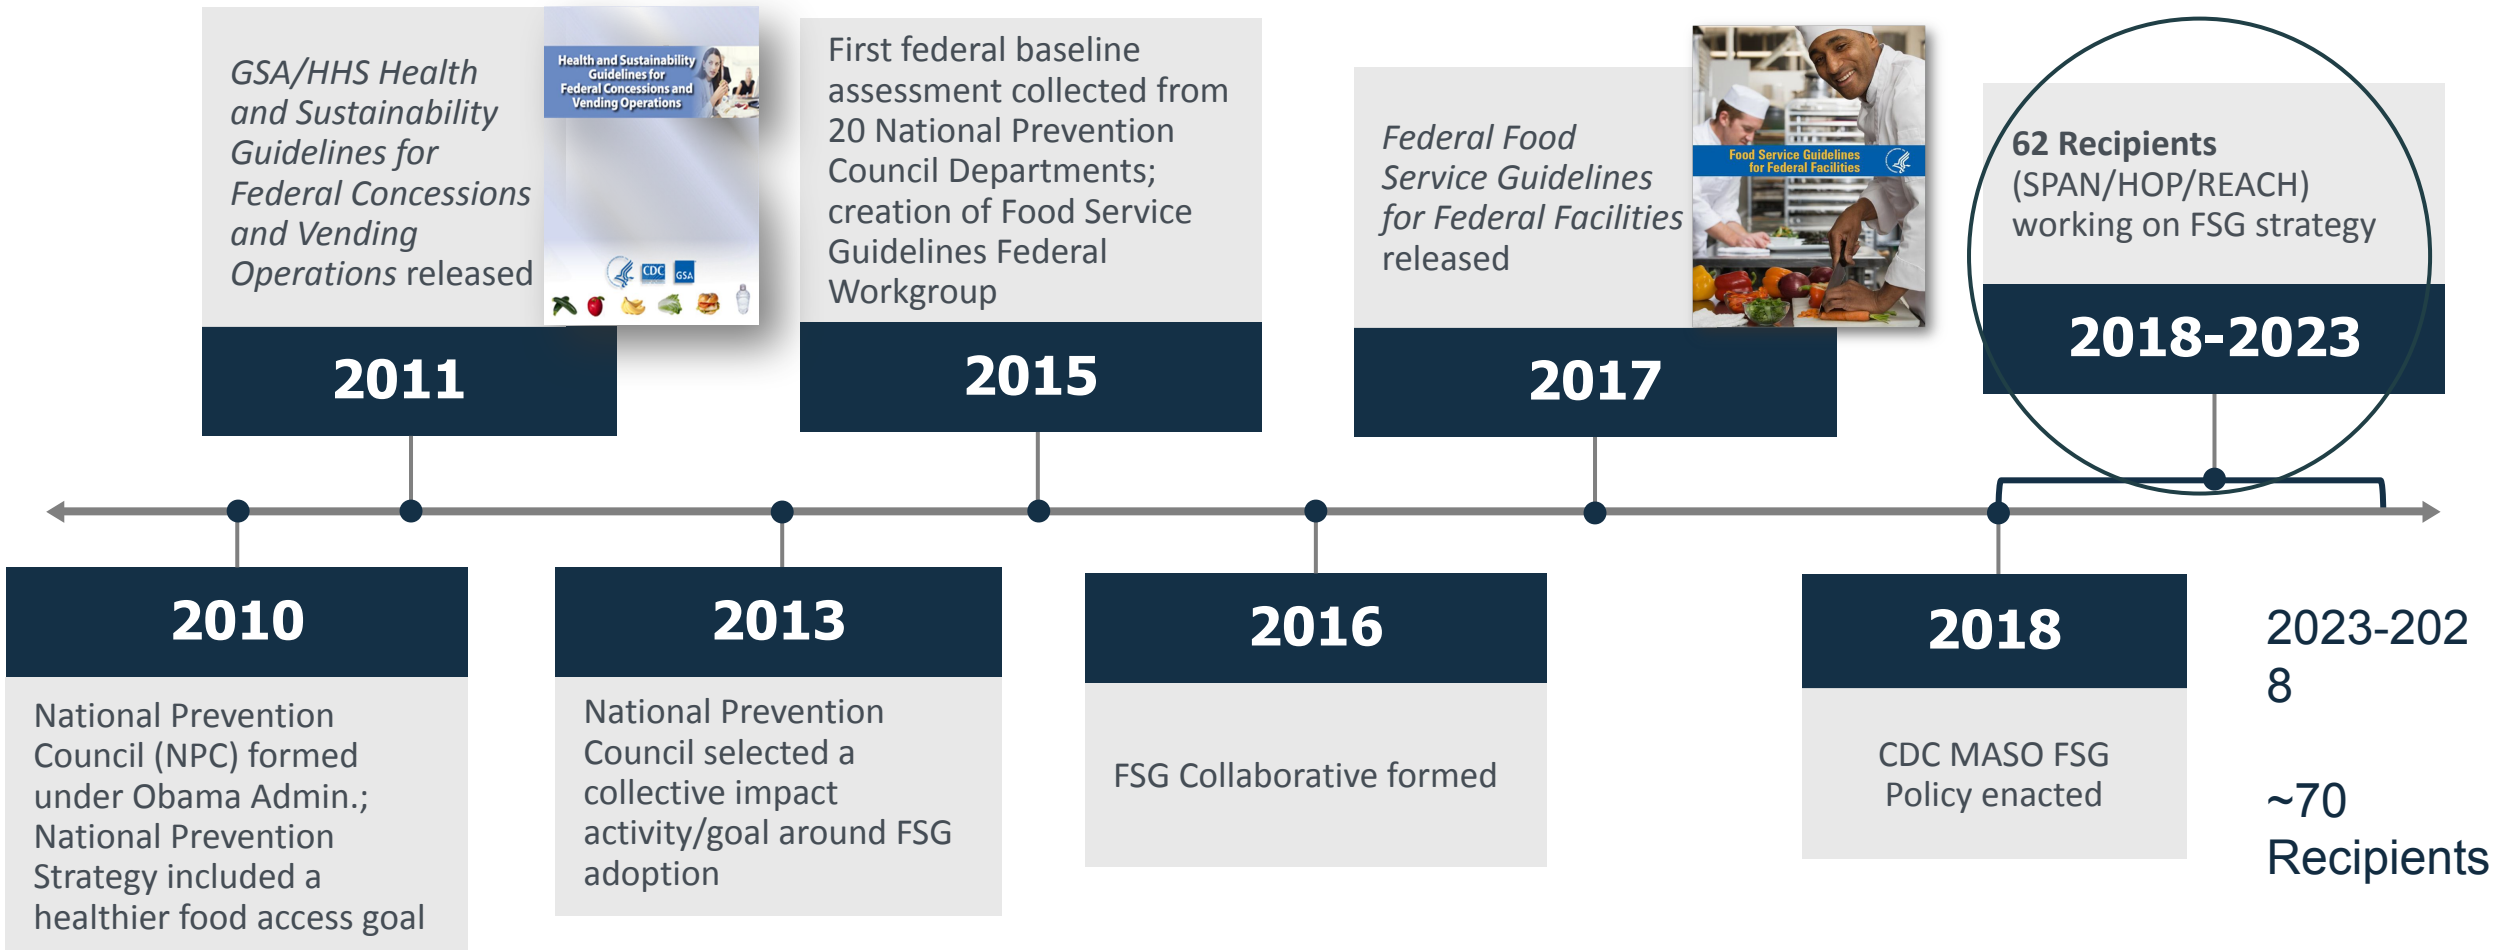 GSA/HHS Health
and Sustainability
Guidelines for
Federal Concessions
and Vending
Operations released
Health and Sustainability
Guidelines for
Federal Concessions and
Vending Operations
CDC
GSA
2011
First federal baseline
assessment collected from
20 National Prevention
Council Departments;
creation of Food Service
Guidelines Federal
Workgroup
2015
Federal Food
Service Guidelines
for Federal Facilities
released
Food Service Guidelines
for Federal Facilities
2017
62 Recipients
(SPAN/HOP/REACH)
working on FSG strategy
2018-2023
2010
National Prevention
Council (NPC) formed
under Obama Admin.;
National Prevention
Strategy included a
healthier food access goal
2013
National Prevention
Council selected a
collective impact
activity/goal around FSG
adoption
2016
FSG Collaborative formed
2018
CDC MASO FSG
Policy enacted
2023-202
8
~70
Recipients